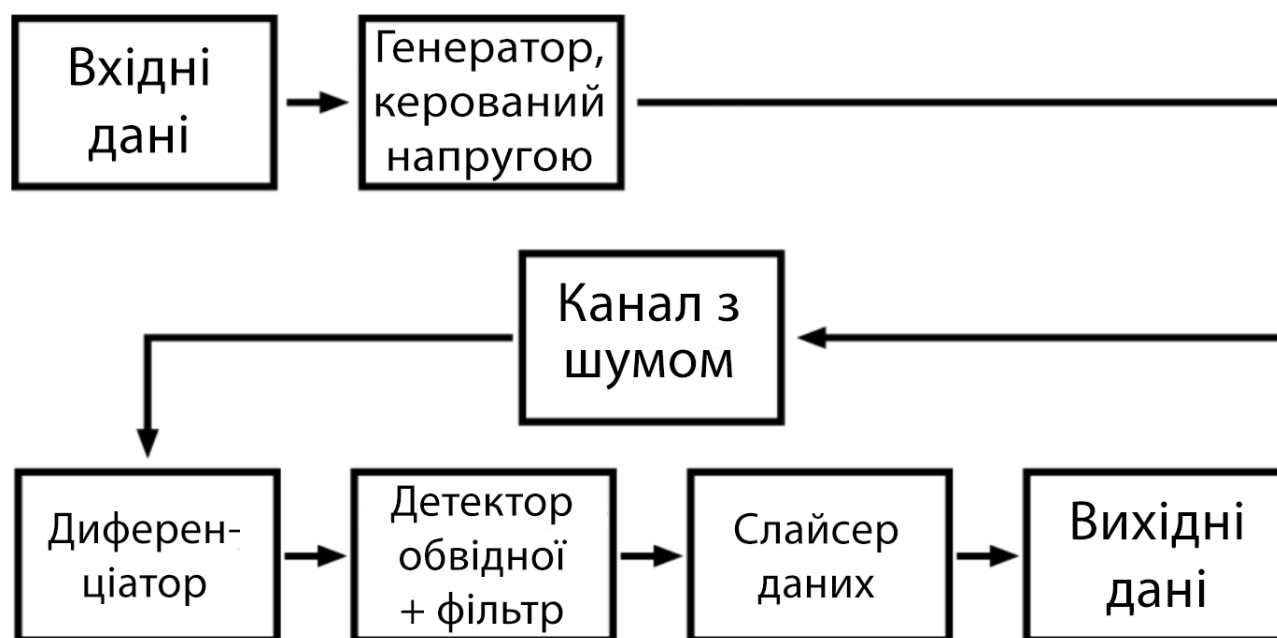 Вхідні
дані
Генератор,
керований
напругою
Канал з
шумом
Диферен-
ціатор
Детектор
обвідної
+ фільтр
Слайсер
даних
Вихідні
дані